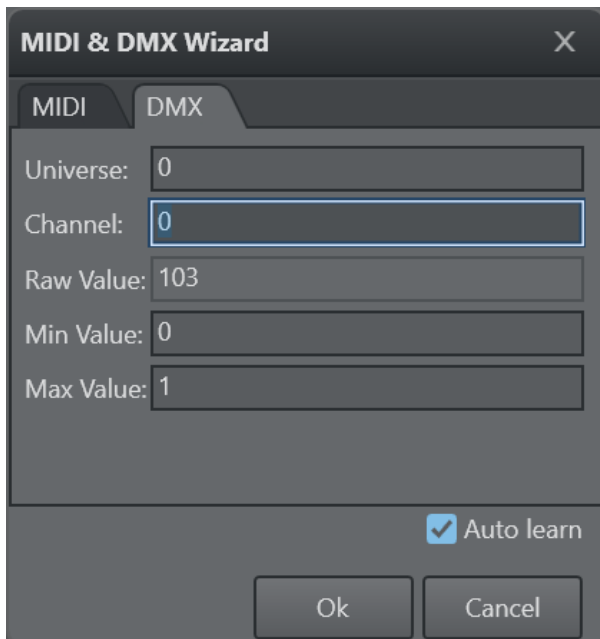 MIDI & DMX Wizard X
MIDI DMX
Universe: 0
Channel: 0
Raw Value: 103
Min Value: 0
Max Value: 1
Auto learn
Ok Cancel